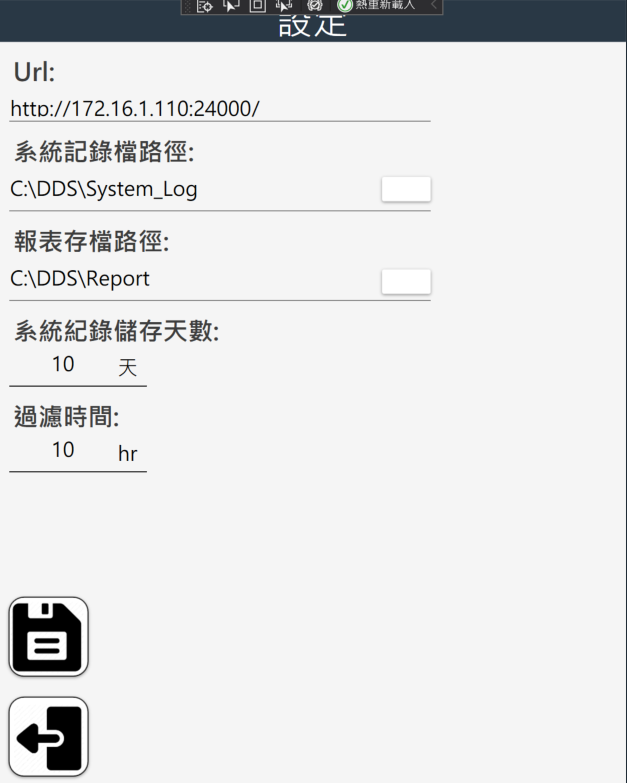 熱重新載入
設定
Url:
http://172.16.1.110:24000/
系統記錄檔路徑:
C:\DDS\System_Log
報表存檔路徑:
C:\DDS\Report
系統紀錄儲存天數:
10 天
過濾時間:
10 hr